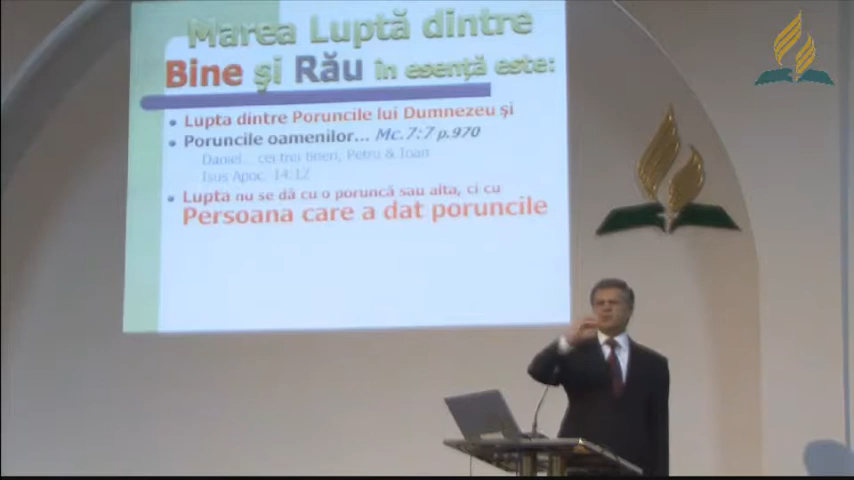 Marea Luptă dintre
Bine și Rău în esență este:
Lupta dintre Poruncile lui Dumnezeu și
Poruncile oamenilor... Mc.7:7 p.970
Daniel... cei trei tineri, Petru & Ioan
Isus Apoc. 14:12
Lupta nu se dă cu o poruncă sau alta, ci cu
Persoana care a dat poruncile